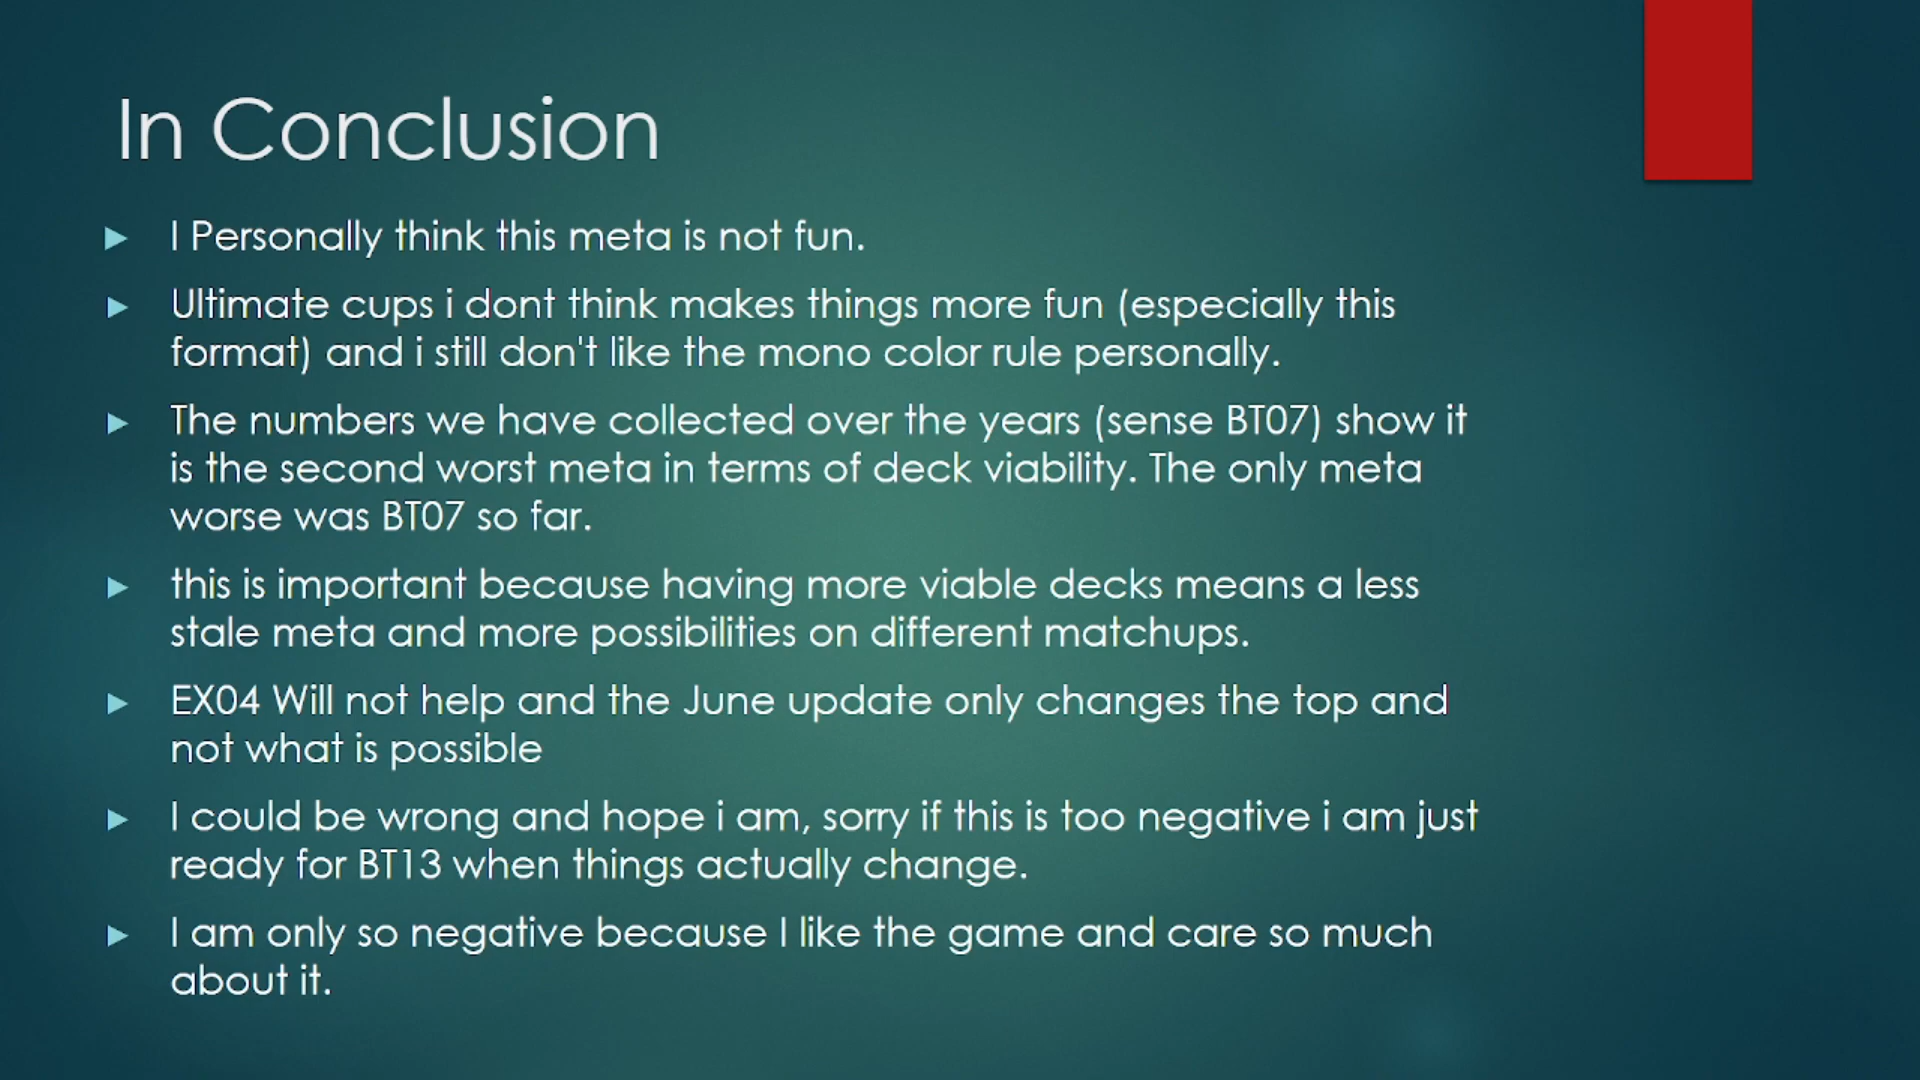 In Conclusion
I Personally think this meta is not fun.
Ultimate cups i dont think makes things more fun (especially this
format) and i still don't like the mono color rule personally.
The numbers we have collected over the years (sense BT07) show it
is the second worst meta in terms of deck viability. The only meta
worse was BT07 so far.
this is important because having more viable decks means a less
stale meta and more possibilities on different matchups.
EX04 Will not help and the June update only changes the top and
not what is possible
I could be wrong and hope i am, sorry if this is too negative i am just
ready for BT13 when things actually change.
I am only so negative because I like the game and care so much
about it.